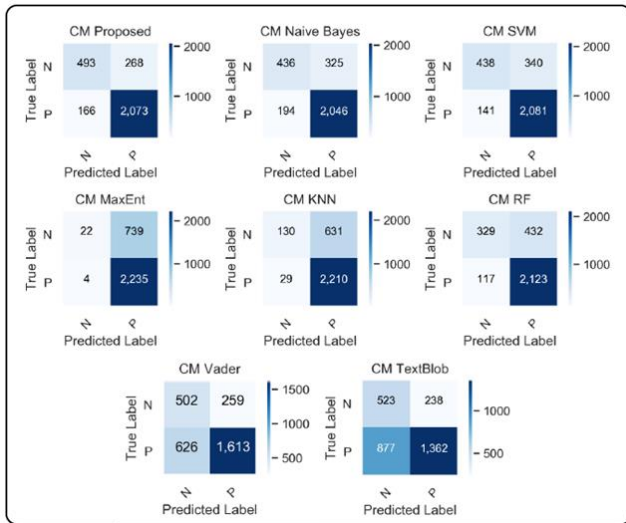 CM Proposed CM Naive Bayes CM SVM
True Label N 493 268 2000 True Label N 436 325 2000 True Label N 438 340 2000
P 166 2,073 1000 P 194 2,046 1000 P 141 2,081 1000
N P N P N P
Predicted Label Predicted Label Predicted Label
CM MaxEnt CM KNN CM RF
True Label N 22 739 2000 True Label N 130 631 2000 True Label N 329 432 2000
P 4 2,235 1000 P 29 2,210 1000 P 117 2,123 1000
N P N P N P
Predicted Label Predicted Label Predicted Label
CM Vader CM TextBlob
True Label N 502 259 1500 True Label N 523 238 1000
1000
P 626 1,613 500 P 877 1,362 500
N P N P
Predicted Label Predicted Label